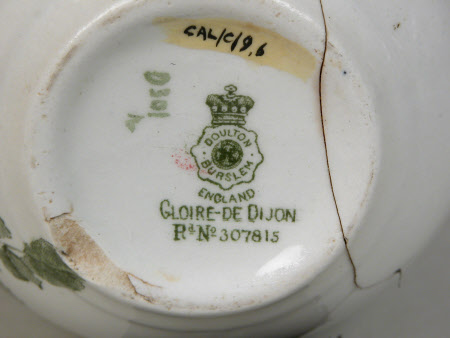 CAL/C/9,6
DOULTON
BURSLEM
ENGLAND
GLOIRE-DE DIJON
Rd No 307815